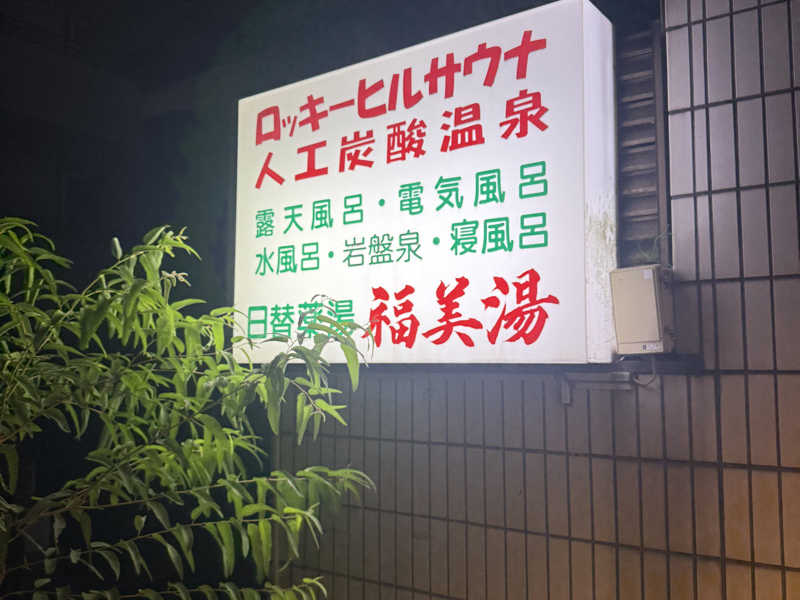 ロッキーヒルサウナ
人工炭酸温泉
露天風呂・電気風呂
水風呂・岩盤泉・寝風呂
日替薬湯 福美湯